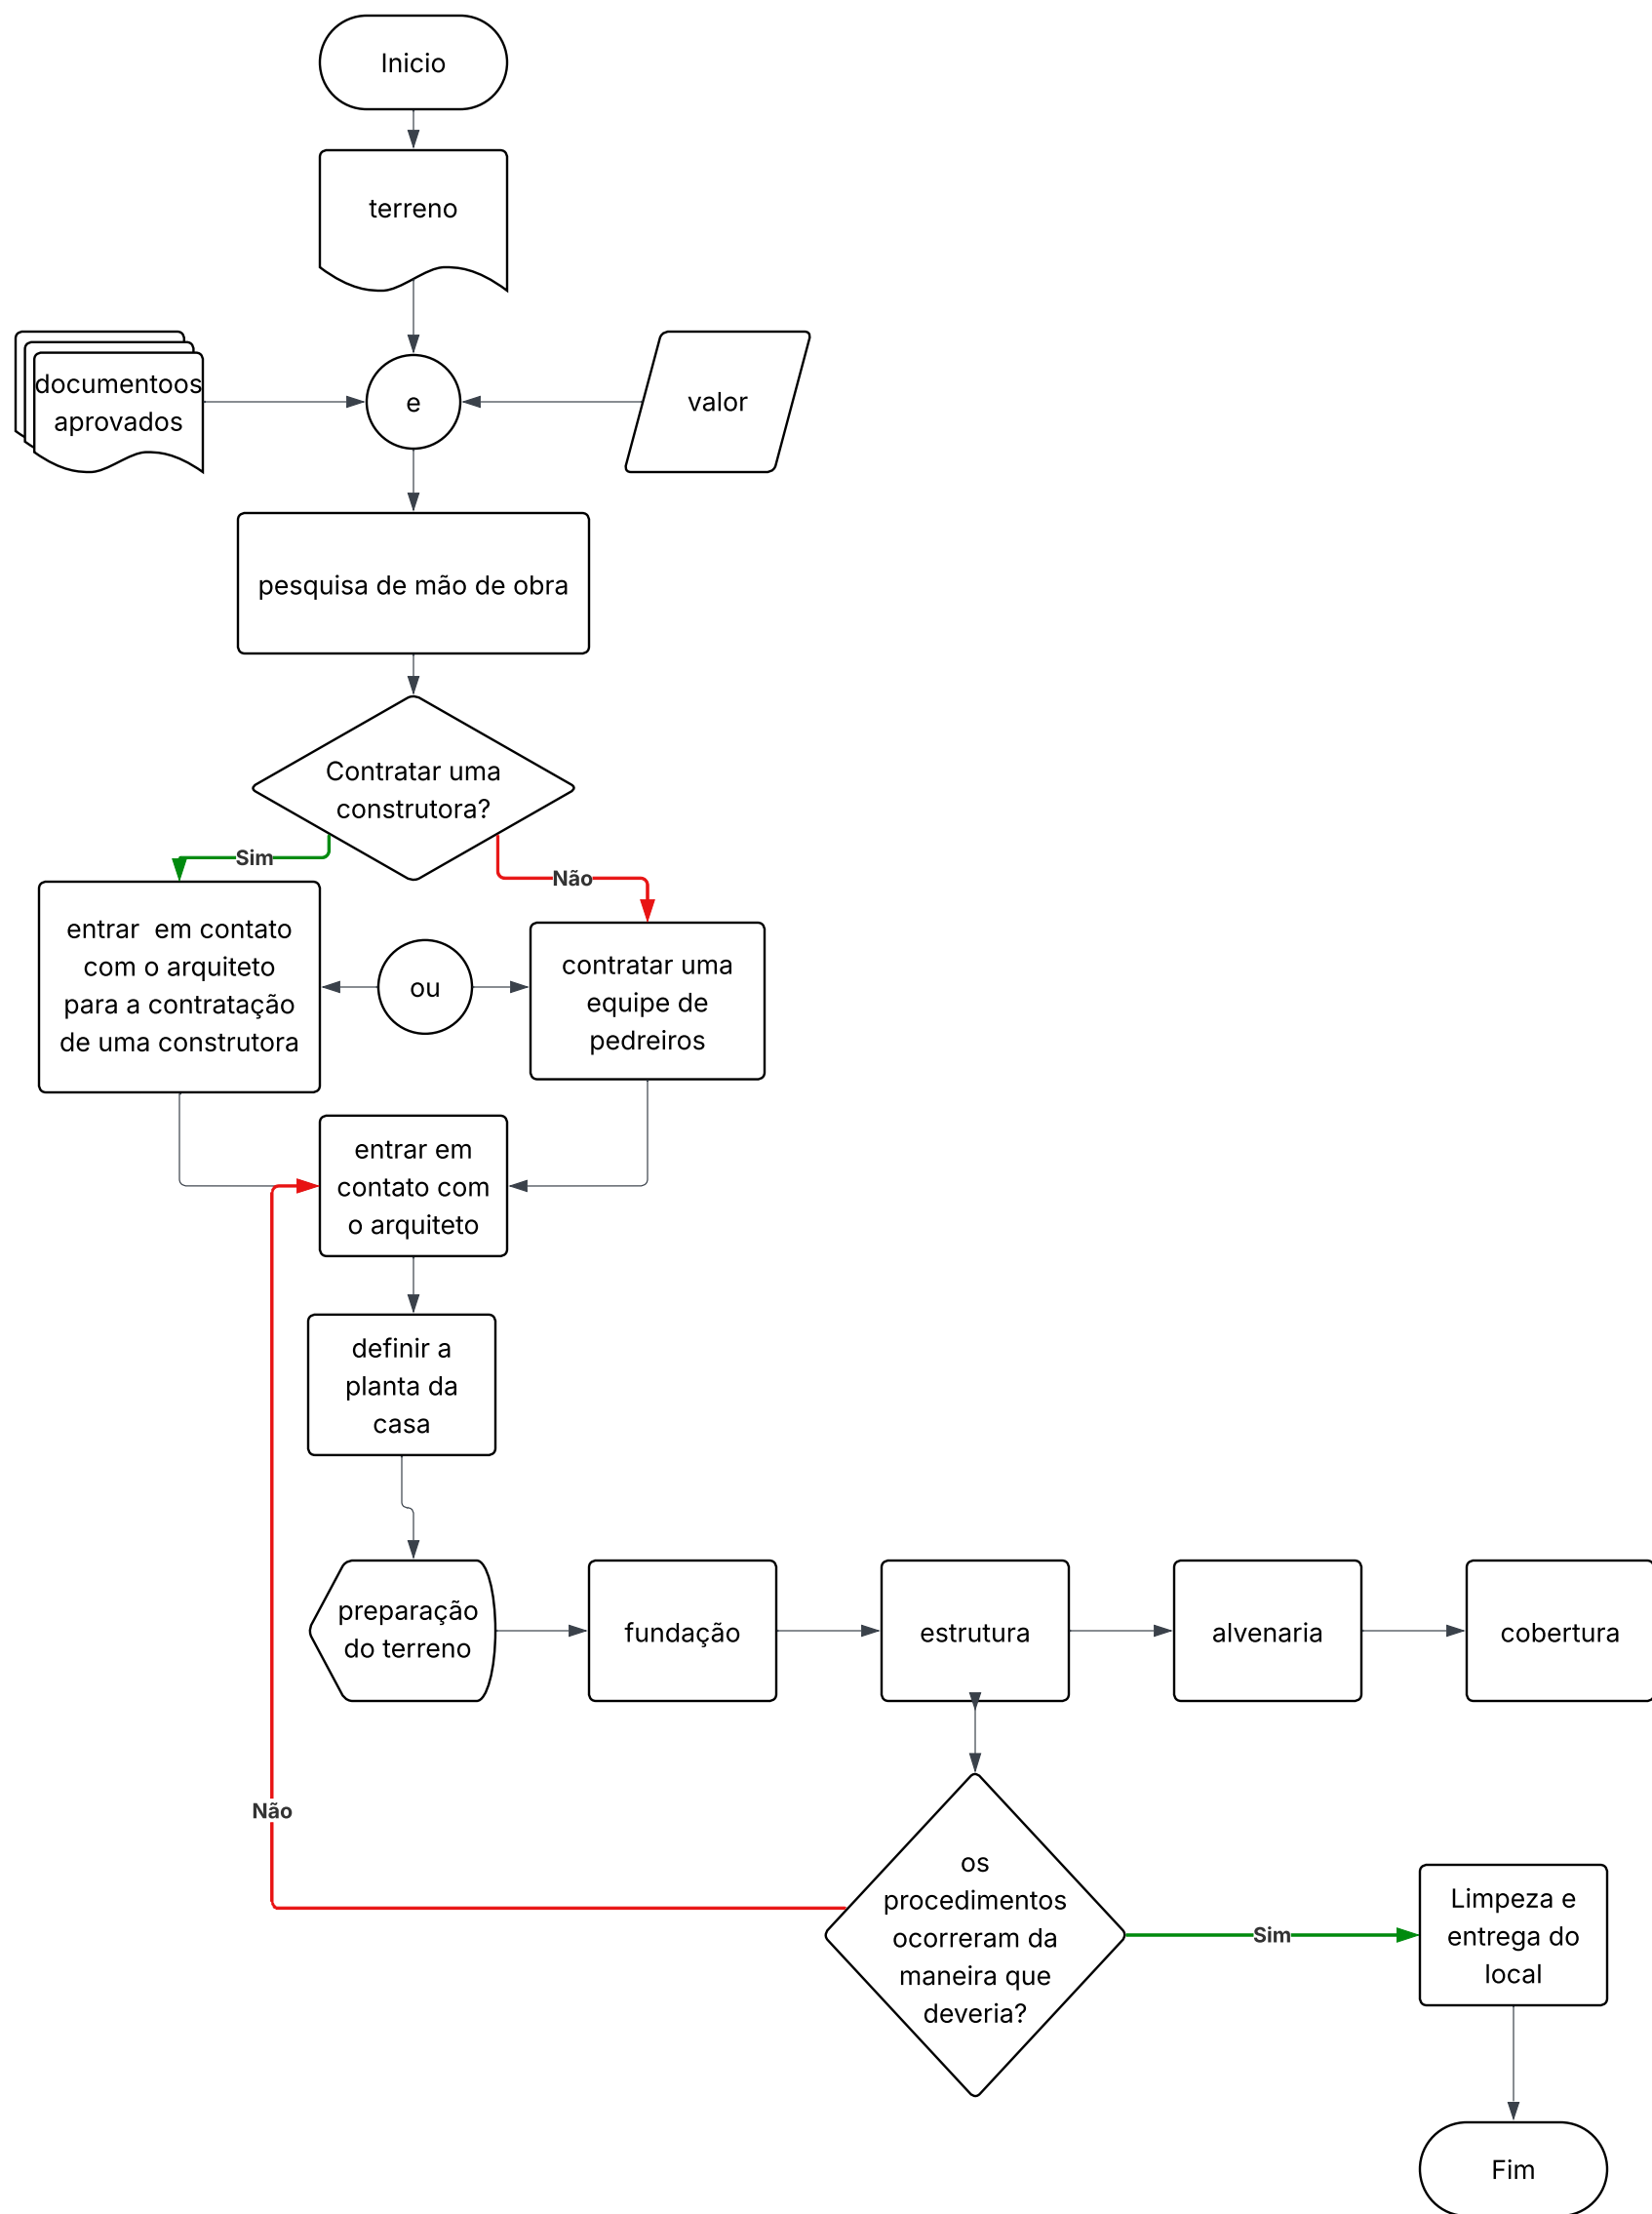 Inicio
terreno
documentoos
aprovados
e
valor
pesquisa de mão de obra
Contratar uma
construtora?
Sim
Não
entrar  em contato
com o arquiteto
para a contratação
de uma construtora
ou
contratar uma
equipe de
pedreiros
entrar em
contato com
o arquiteto
definir a
planta da
casa
preparação
do terreno
fundação
estrutura
alvenaria
cobertura
Não
os
procedimentos
ocorreram da
maneira que
deveria?
Sim
Limpeza e
entrega do
local
Fim